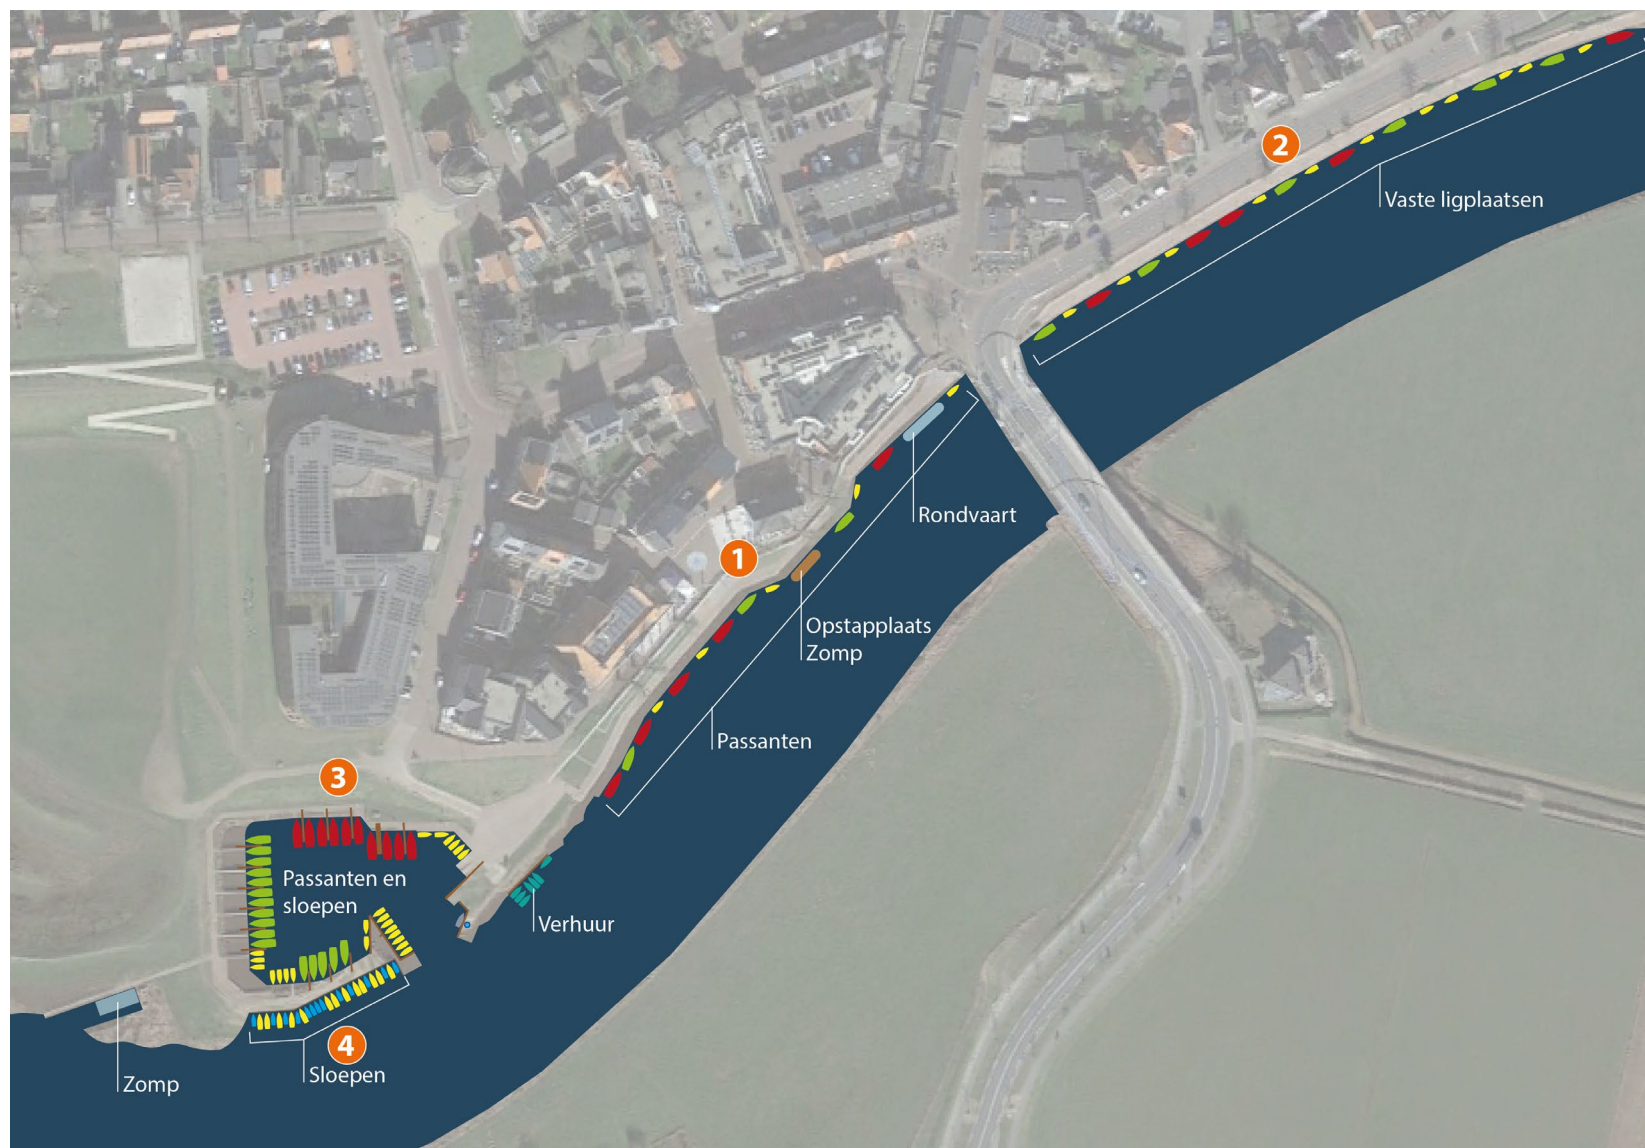 2
Vaste ligplaatsen
Rondvaart
1
Opstapplaats
Zomp
Passanten
3
Passanten en
sloepen
Verhuur
4
Sloepen
Zomp